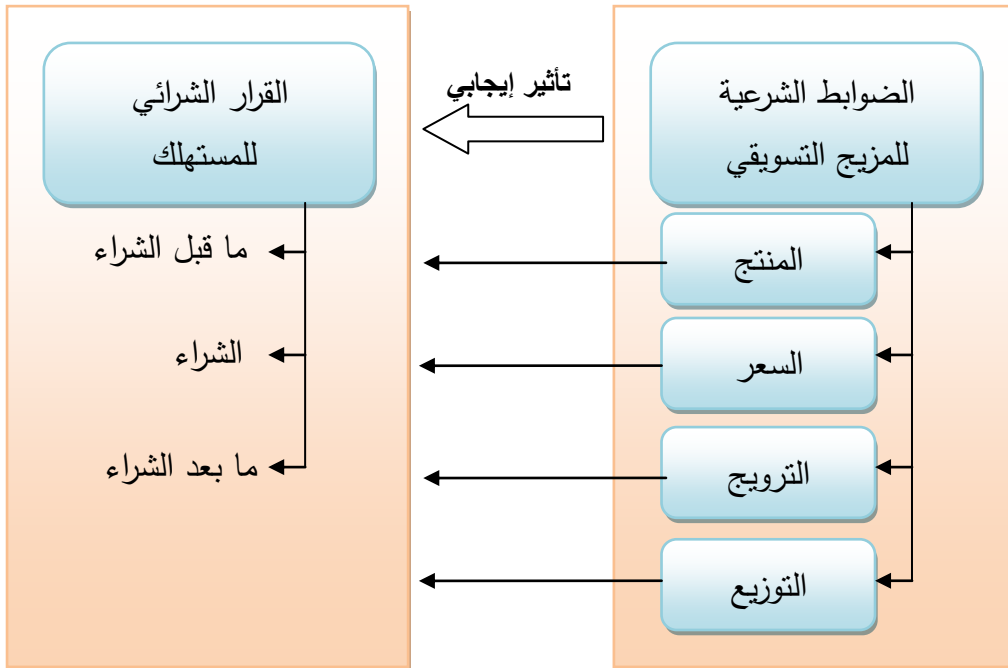 الضوابط الشرعية
للمزيج التسويقي
تأثير إيجابي
القرار الشرائي
للمستهلك
المنتج
السعر
الترويج
التوزيع
ما قبل الشراء
الشراء
ما بعد الشراء